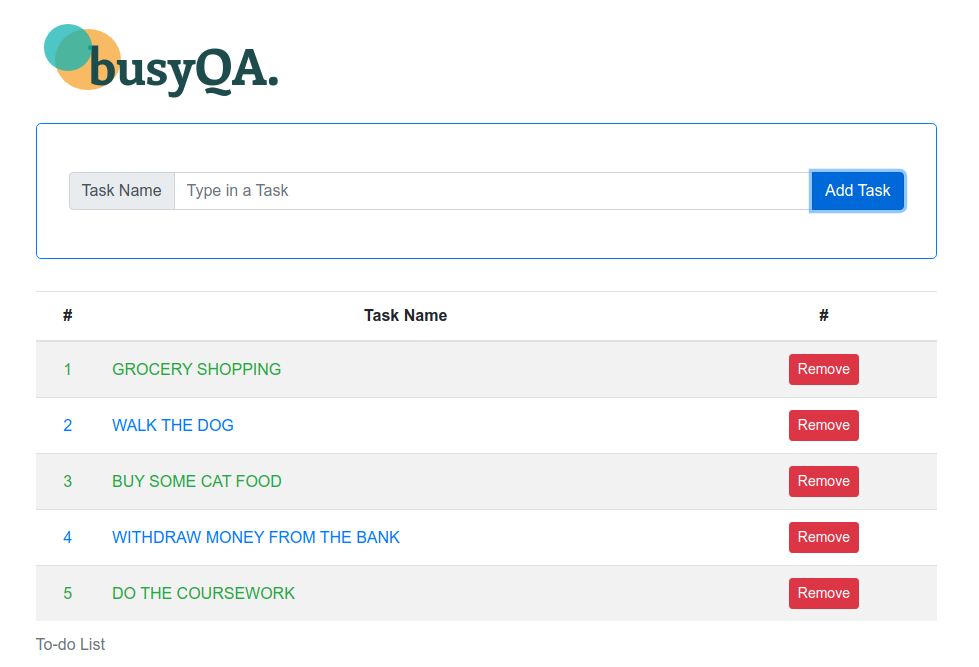 busyQA.
Task Name Type in a Task Add Task
# Task Name #
1 GROCERY SHOPPING Remove
2 WALK THE DOG Remove
3 BUY SOME CAT FOOD Remove
4 WITHDRAW MONEY FROM THE BANK Remove
5 DO THE COURSEWORK Remove
To-do List